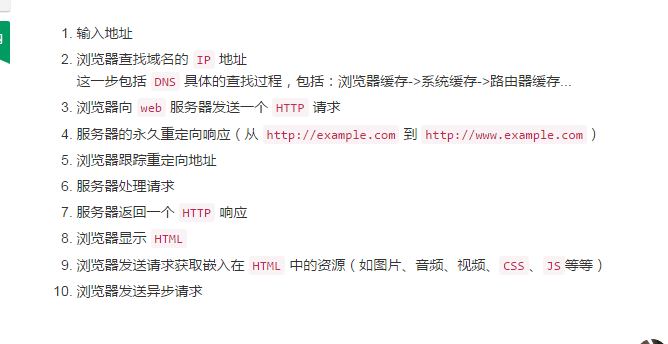 1. 输入地址
2. 浏览器查找域名的 IP 地址
这一步包括 DNS 具体的查找过程，包括：浏览器缓存->系统缓存->路由器缓存...
3. 浏览器向 web 服务器发送一个 HTTP 请求
4. 服务器的永久重定向响应（从 http://example.com 到 http://www.example.com ）
5. 浏览器跟踪重定向地址
6. 服务器处理请求
7. 服务器返回一个 HTTP 响应
8. 浏览器显示 HTML
9. 浏览器发送请求获取嵌入在 HTML 中的资源（如图片、音频、视频、 CSS 、 JS 等等）
10. 浏览器发送异步请求